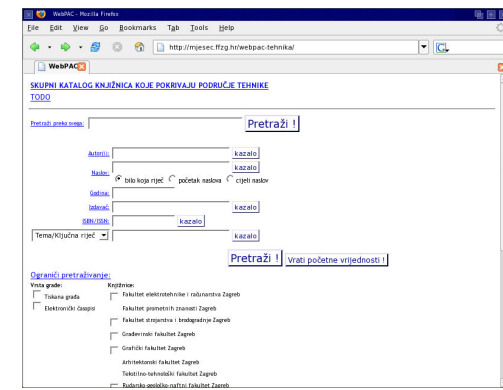 WebPAC - Mozilla Firefox
File Edit View Go Bookmarks Tab Tools Help
http://mjesec.ffzg.hr/webpac-tehnika/
WebPAC
SKUPNI KATALOG KNJIŽNICA KOJE POKRIVAJU PODRUČJE TEHNIKE
TODO
Pretraži preko svega: Pretraži !
Autor(i): kazalo
Naslov: kazalo
bilo koja riječ početak naslova cijeli naslov
Godina:
Izdavač: kazalo
ISBN/ISSN: kazalo
Tema/Ključna riječ kazalo
Pretraži ! Vrati početne vrijednosti !
Ograniči pretraživanje:
Vrsta građe: Knjižnice:
Tiskana građa Fakultet elektrotehnike i računarstva Zagreb
Elektronički časopisi Fakultet prometnih znanosti Zagreb
Fakultet strojarstva i brodogradnje Zagreb
Građevinski fakultet Zagreb
Grafički fakultet Zagreb
Arhitektonski fakultet Zagreb
Tekstilno-tehnološki fakultet Zagreb
Rudarsko-geološko-naftni fakultet Zagreb